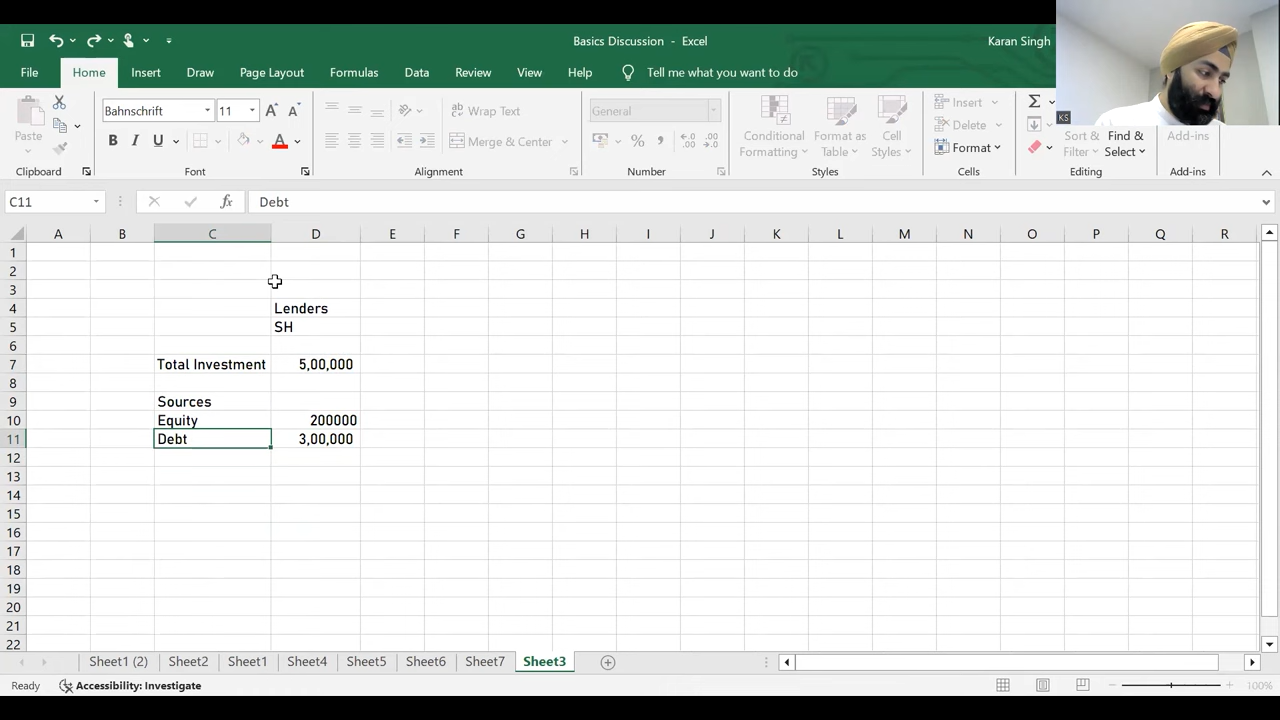 Basics Discussion - Excel
Karan Singh
File Home Insert Draw Page Layout Formulas Data Review View Help Tell me what you want to do
Paste
Clipboard
Bahnschrift 11
B I U
Font
Wrap Text
Merge & Center
Alignment
General
%
Number
Conditional Formatting
Format as Table
Cell Styles
Styles
Insert
Delete
Format
Cells
Sort & Filter
Find & Select
Editing
Add-ins
Add-ins
KS
C11 fx Debt
A B C D E F G H I J K L M N O P Q R
1
2
3
4 Lenders
5 SH
6
7 Total Investment 5,00,000
8
9 Sources
10 Equity 200000
11 Debt 3,00,000
12
13
14
15
16
17
18
19
20
21
22
Sheet1 (2) Sheet2 Sheet1 Sheet4 Sheet5 Sheet6 Sheet7 Sheet3
Ready Accessibility: Investigate 100%